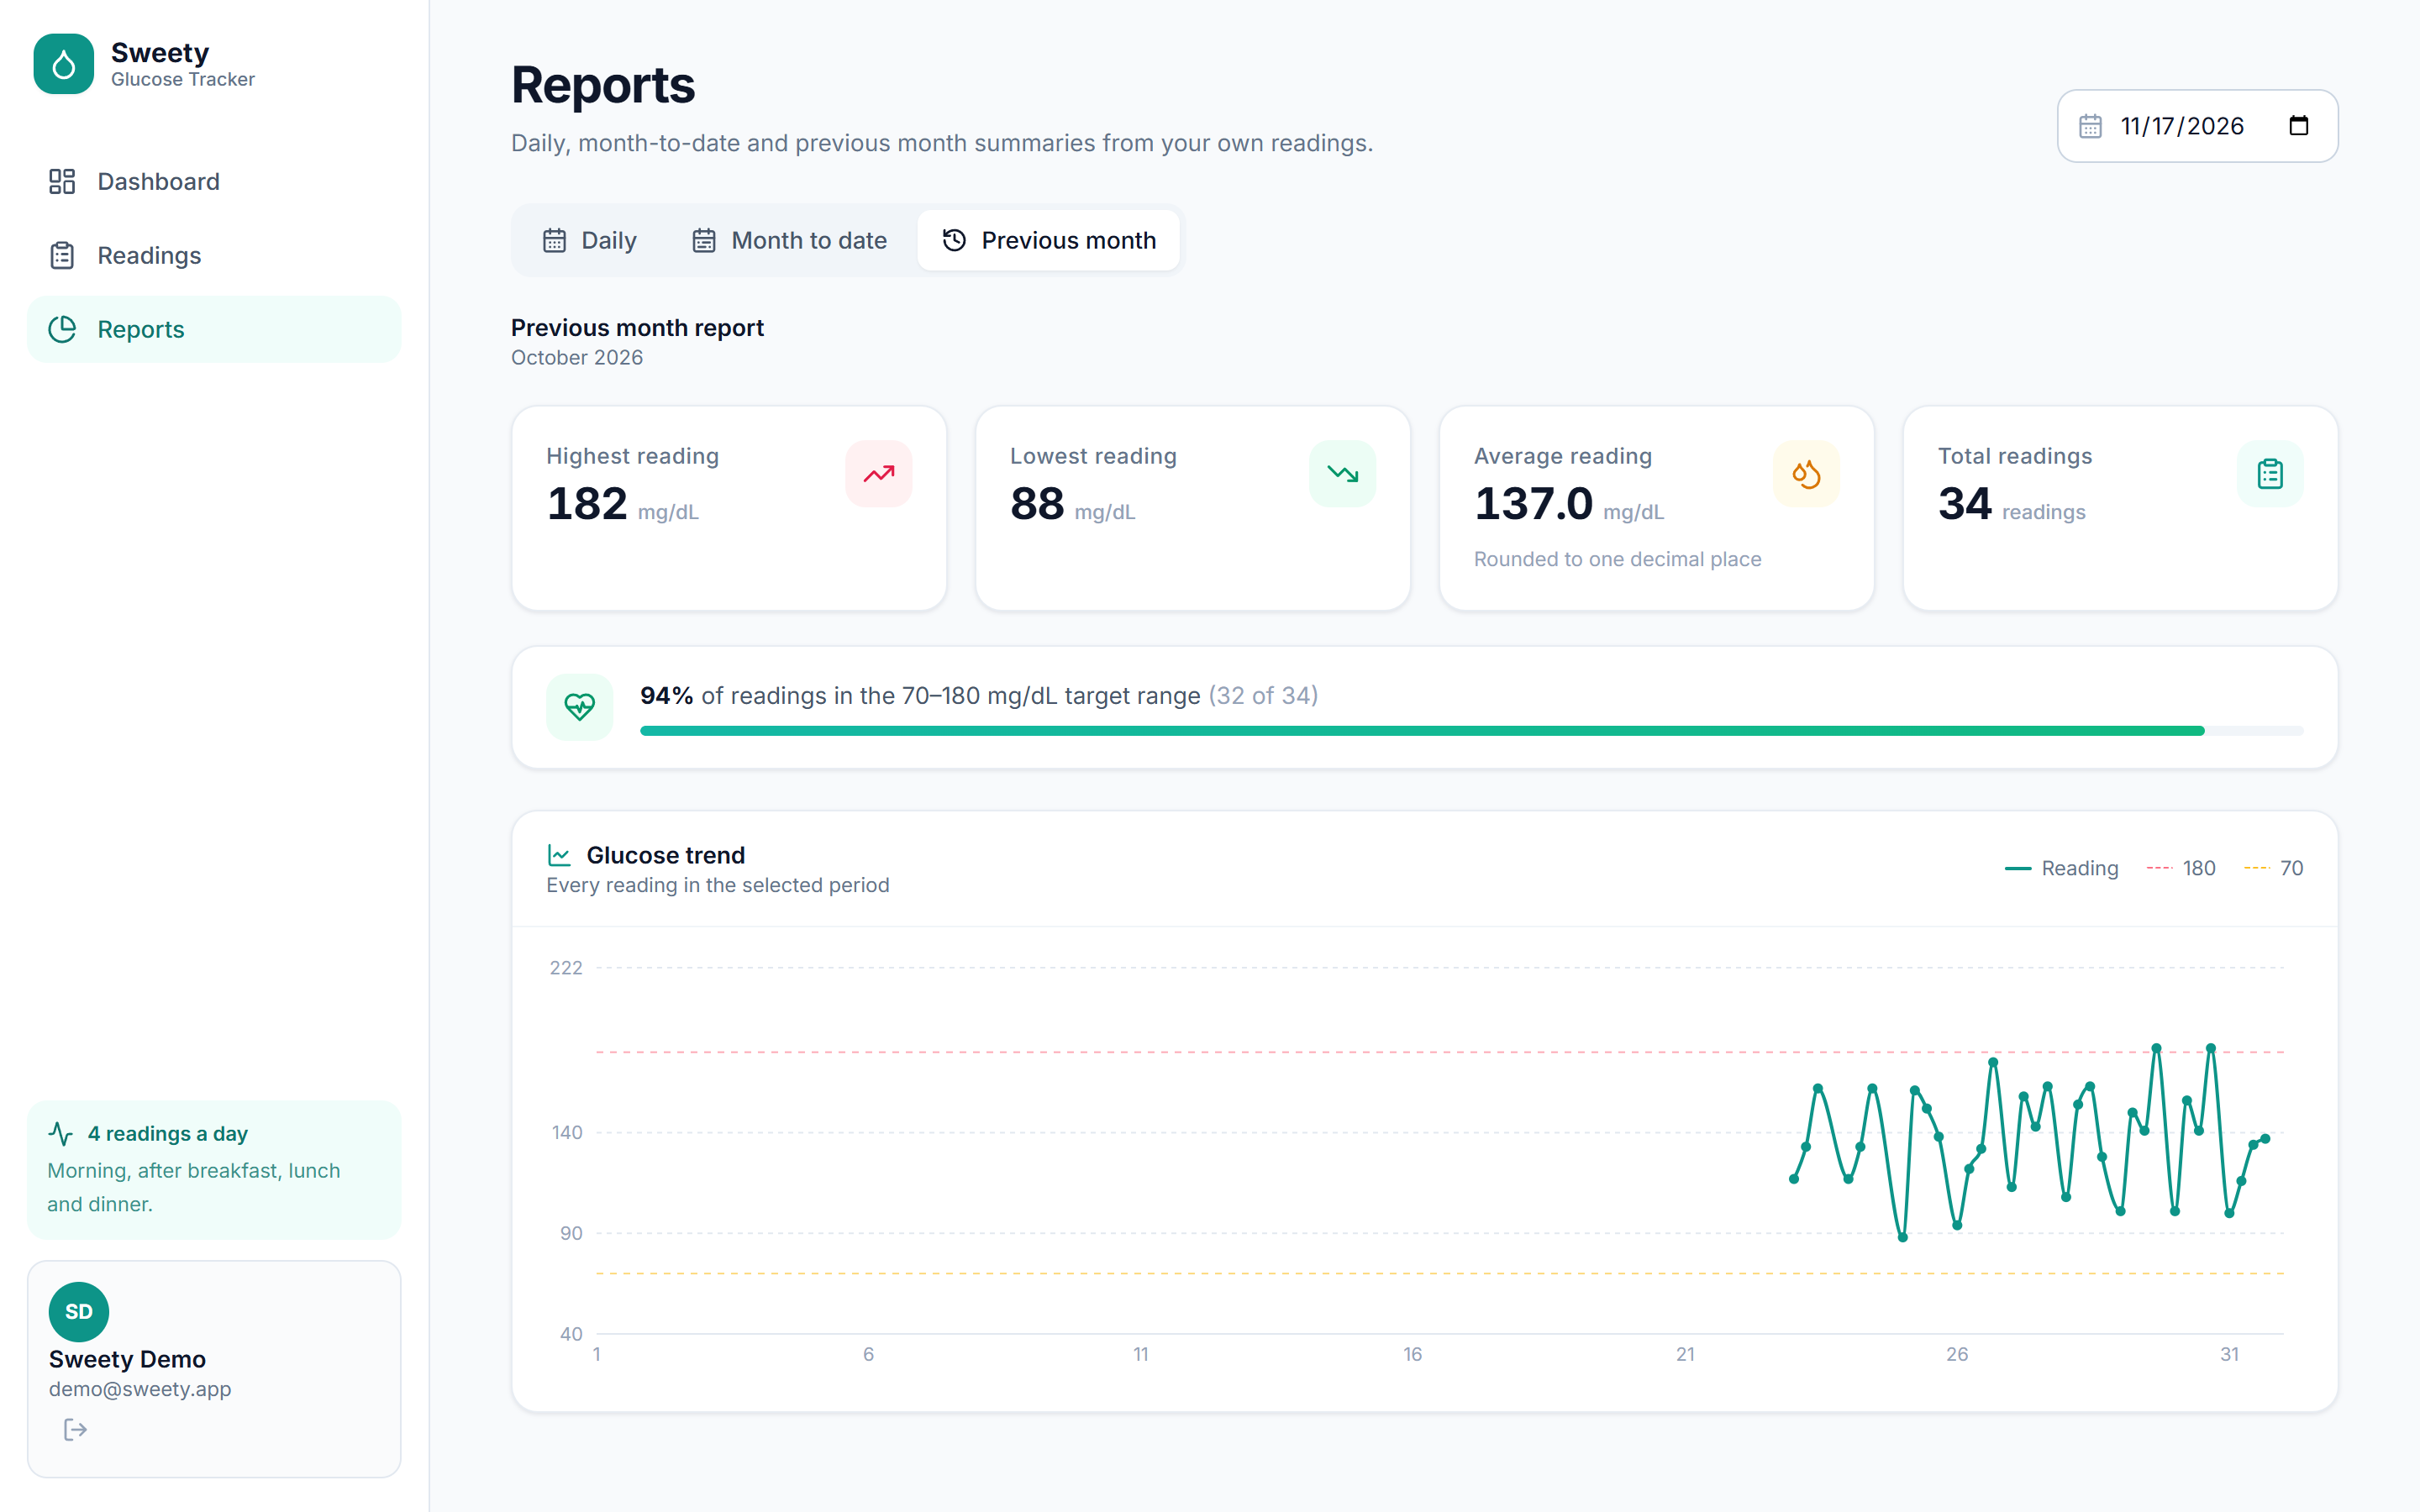 Sweety
Glucose Tracker
Dashboard
Readings
Reports
4 readings a day
Morning, after breakfast, lunch
and dinner.
SD
Sweety Demo
demo@sweety.app
Reports
Daily, month-to-date and previous month summaries from your own readings.
11/17/2026
Daily
Month to date
Previous month
Previous month report
October 2026
Highest reading
182 mg/dL
Lowest reading
88 mg/dL
Average reading
137.0 mg/dL
Rounded to one decimal place
Total readings
34 readings
94% of readings in the 70–180 mg/dL target range (32 of 34)
Glucose trend
Every reading in the selected period
Reading
180
70
222
140
90
40
1
6
11
16
21
26
31